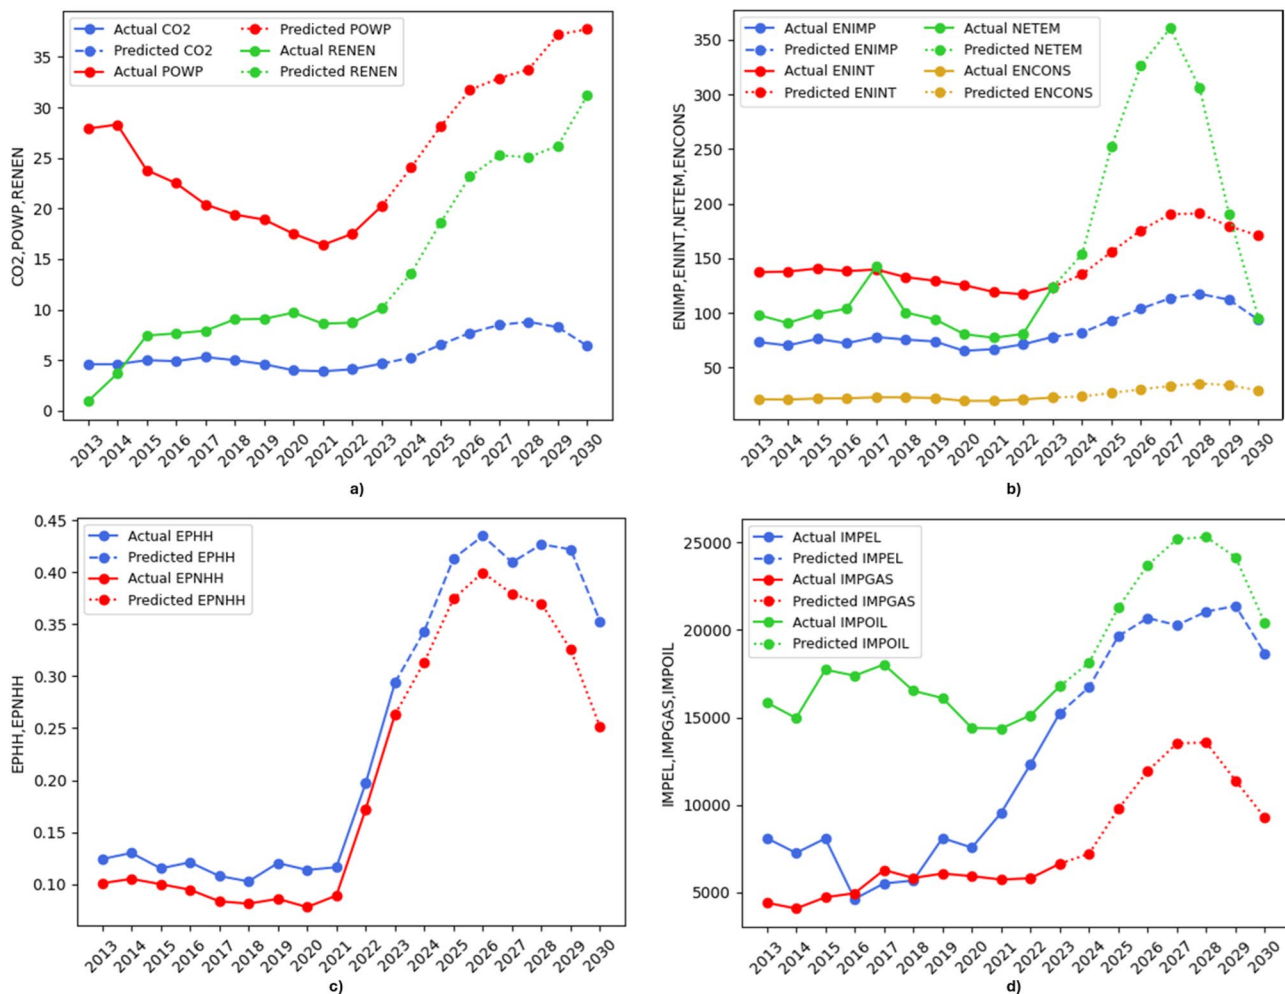 Actual CO2
Predicted CO2
Actual POWP
Predicted POWP
Actual RENEN
Predicted RENEN
CO2,POWP,RENEN
35
30
25
20
15
10
5
0
2013 2014 2015 2016 2017 2018 2019 2020 2021 2022 2023 2024 2025 2026 2027 2028 2029 2030
a)
Actual ENIMP
Predicted ENIMP
Actual ENINT
Predicted ENINT
Actual NETEM
Predicted NETEM
Actual ENCONS
Predicted ENCONS
ENIMP,ENINT,NETEM,ENCONS
350
300
250
200
150
100
50
2013 2014 2015 2016 2017 2018 2019 2020 2021 2022 2023 2024 2025 2026 2027 2028 2029 2030
b)
Actual EPHH
Predicted EPHH
Actual EPNHH
Predicted EPNHH
EPHH,EPNHH
0.45
0.40
0.35
0.30
0.25
0.20
0.15
0.10
2013 2014 2015 2016 2017 2018 2019 2020 2021 2022 2023 2024 2025 2026 2027 2028 2029 2030
c)
Actual IMPEL
Predicted IMPEL
Actual IMPGAS
Predicted IMPGAS
Actual IMPOIL
Predicted IMPOIL
IMPEL,IMPGAS,IMPOIL
25000
20000
15000
10000
5000
2013 2014 2015 2016 2017 2018 2019 2020 2021 2022 2023 2024 2025 2026 2027 2028 2029 2030
d)